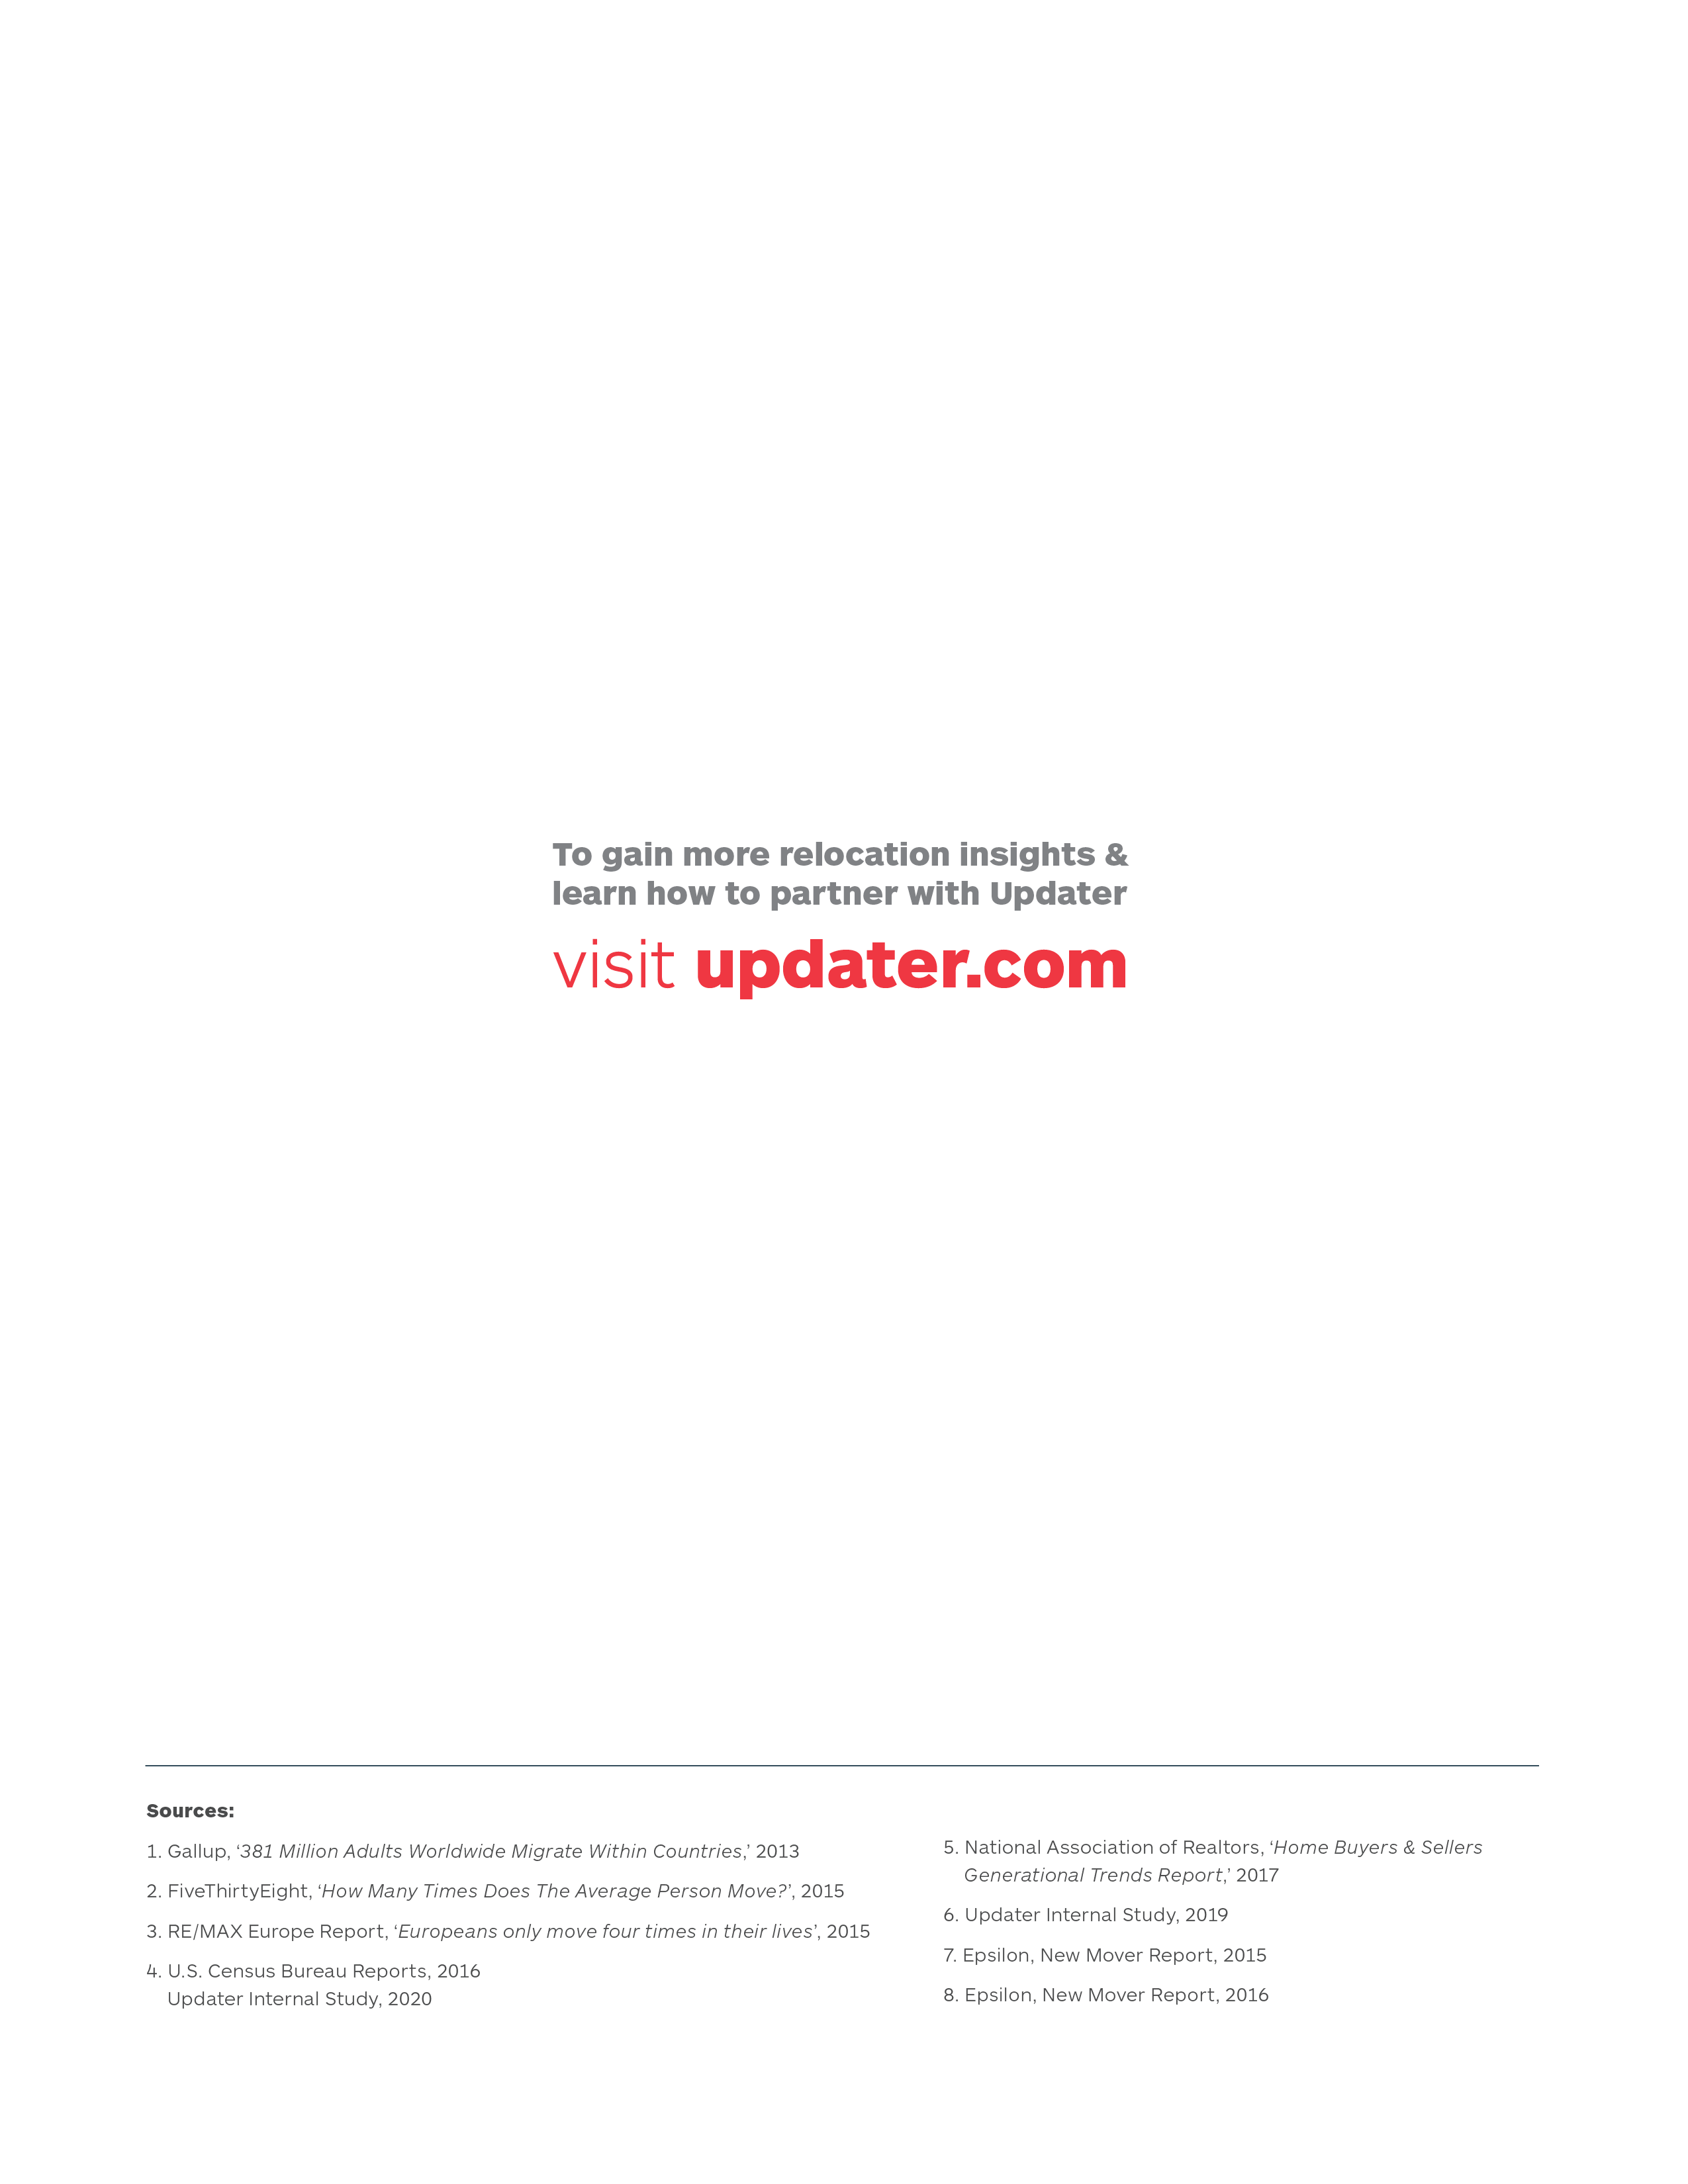 To gain more relocation insights &
learn how to partner with Updater
visit updater.com
Sources:
1. Gallup, ‘381 Million Adults Worldwide Migrate Within Countries,’ 2013
2. FiveThirtyEight, ‘How Many Times Does The Average Person Move?’, 2015
3. RE/MAX Europe Report, ‘Europeans only move four times in their lives’, 2015
4. U.S. Census Bureau Reports, 2016
Updater Internal Study, 2020
5. National Association of Realtors, ‘Home Buyers & Sellers
Generational Trends Report,’ 2017
6. Updater Internal Study, 2019
7. Epsilon, New Mover Report, 2015
8. Epsilon, New Mover Report, 2016